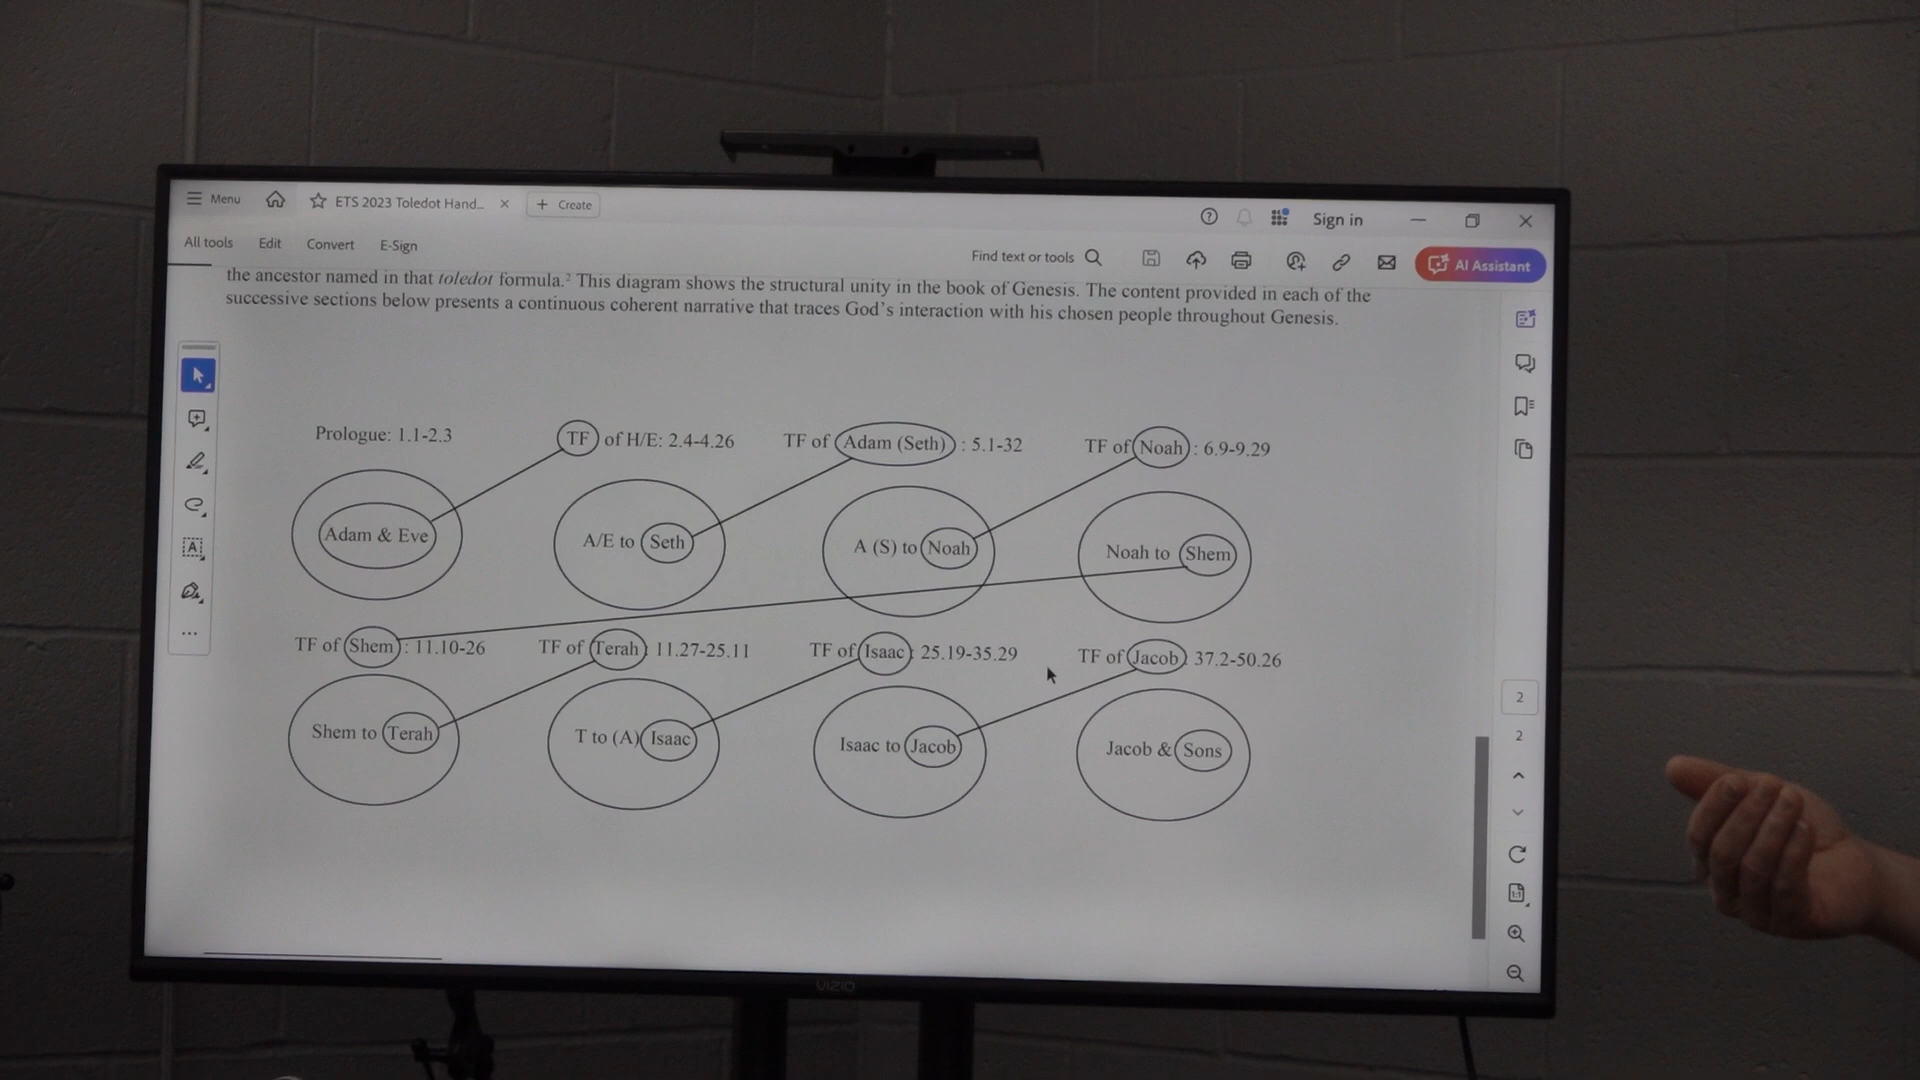 Menu
ETS 2023 Toledot Hand...
Create
Sign in
All tools Edit Convert E-Sign
Find text or tools
AI Assistant
the ancestor named in that toledot formula.² This diagram shows the structural unity in the book of Genesis. The content provided in each of the
successive sections below presents a continuous coherent narrative that traces God's interaction with his chosen people throughout Genesis.
Prologue: 1.1-2.3
TF of H/E: 2.4-4.26
TF of Adam (Seth) : 5.1-32
TF of Noah : 6.9-9.29
Adam & Eve
A/E to Seth
A (S) to Noah
Noah to Shem
TF of Shem : 11.10-26
TF of Terah: 11.27-25.11
TF of Isaac: 25.19-35.29
TF of Jacob: 37.2-50.26
Shem to Terah
T to (A) Isaac
Isaac to Jacob
Jacob & Sons
2
2
VIZIO